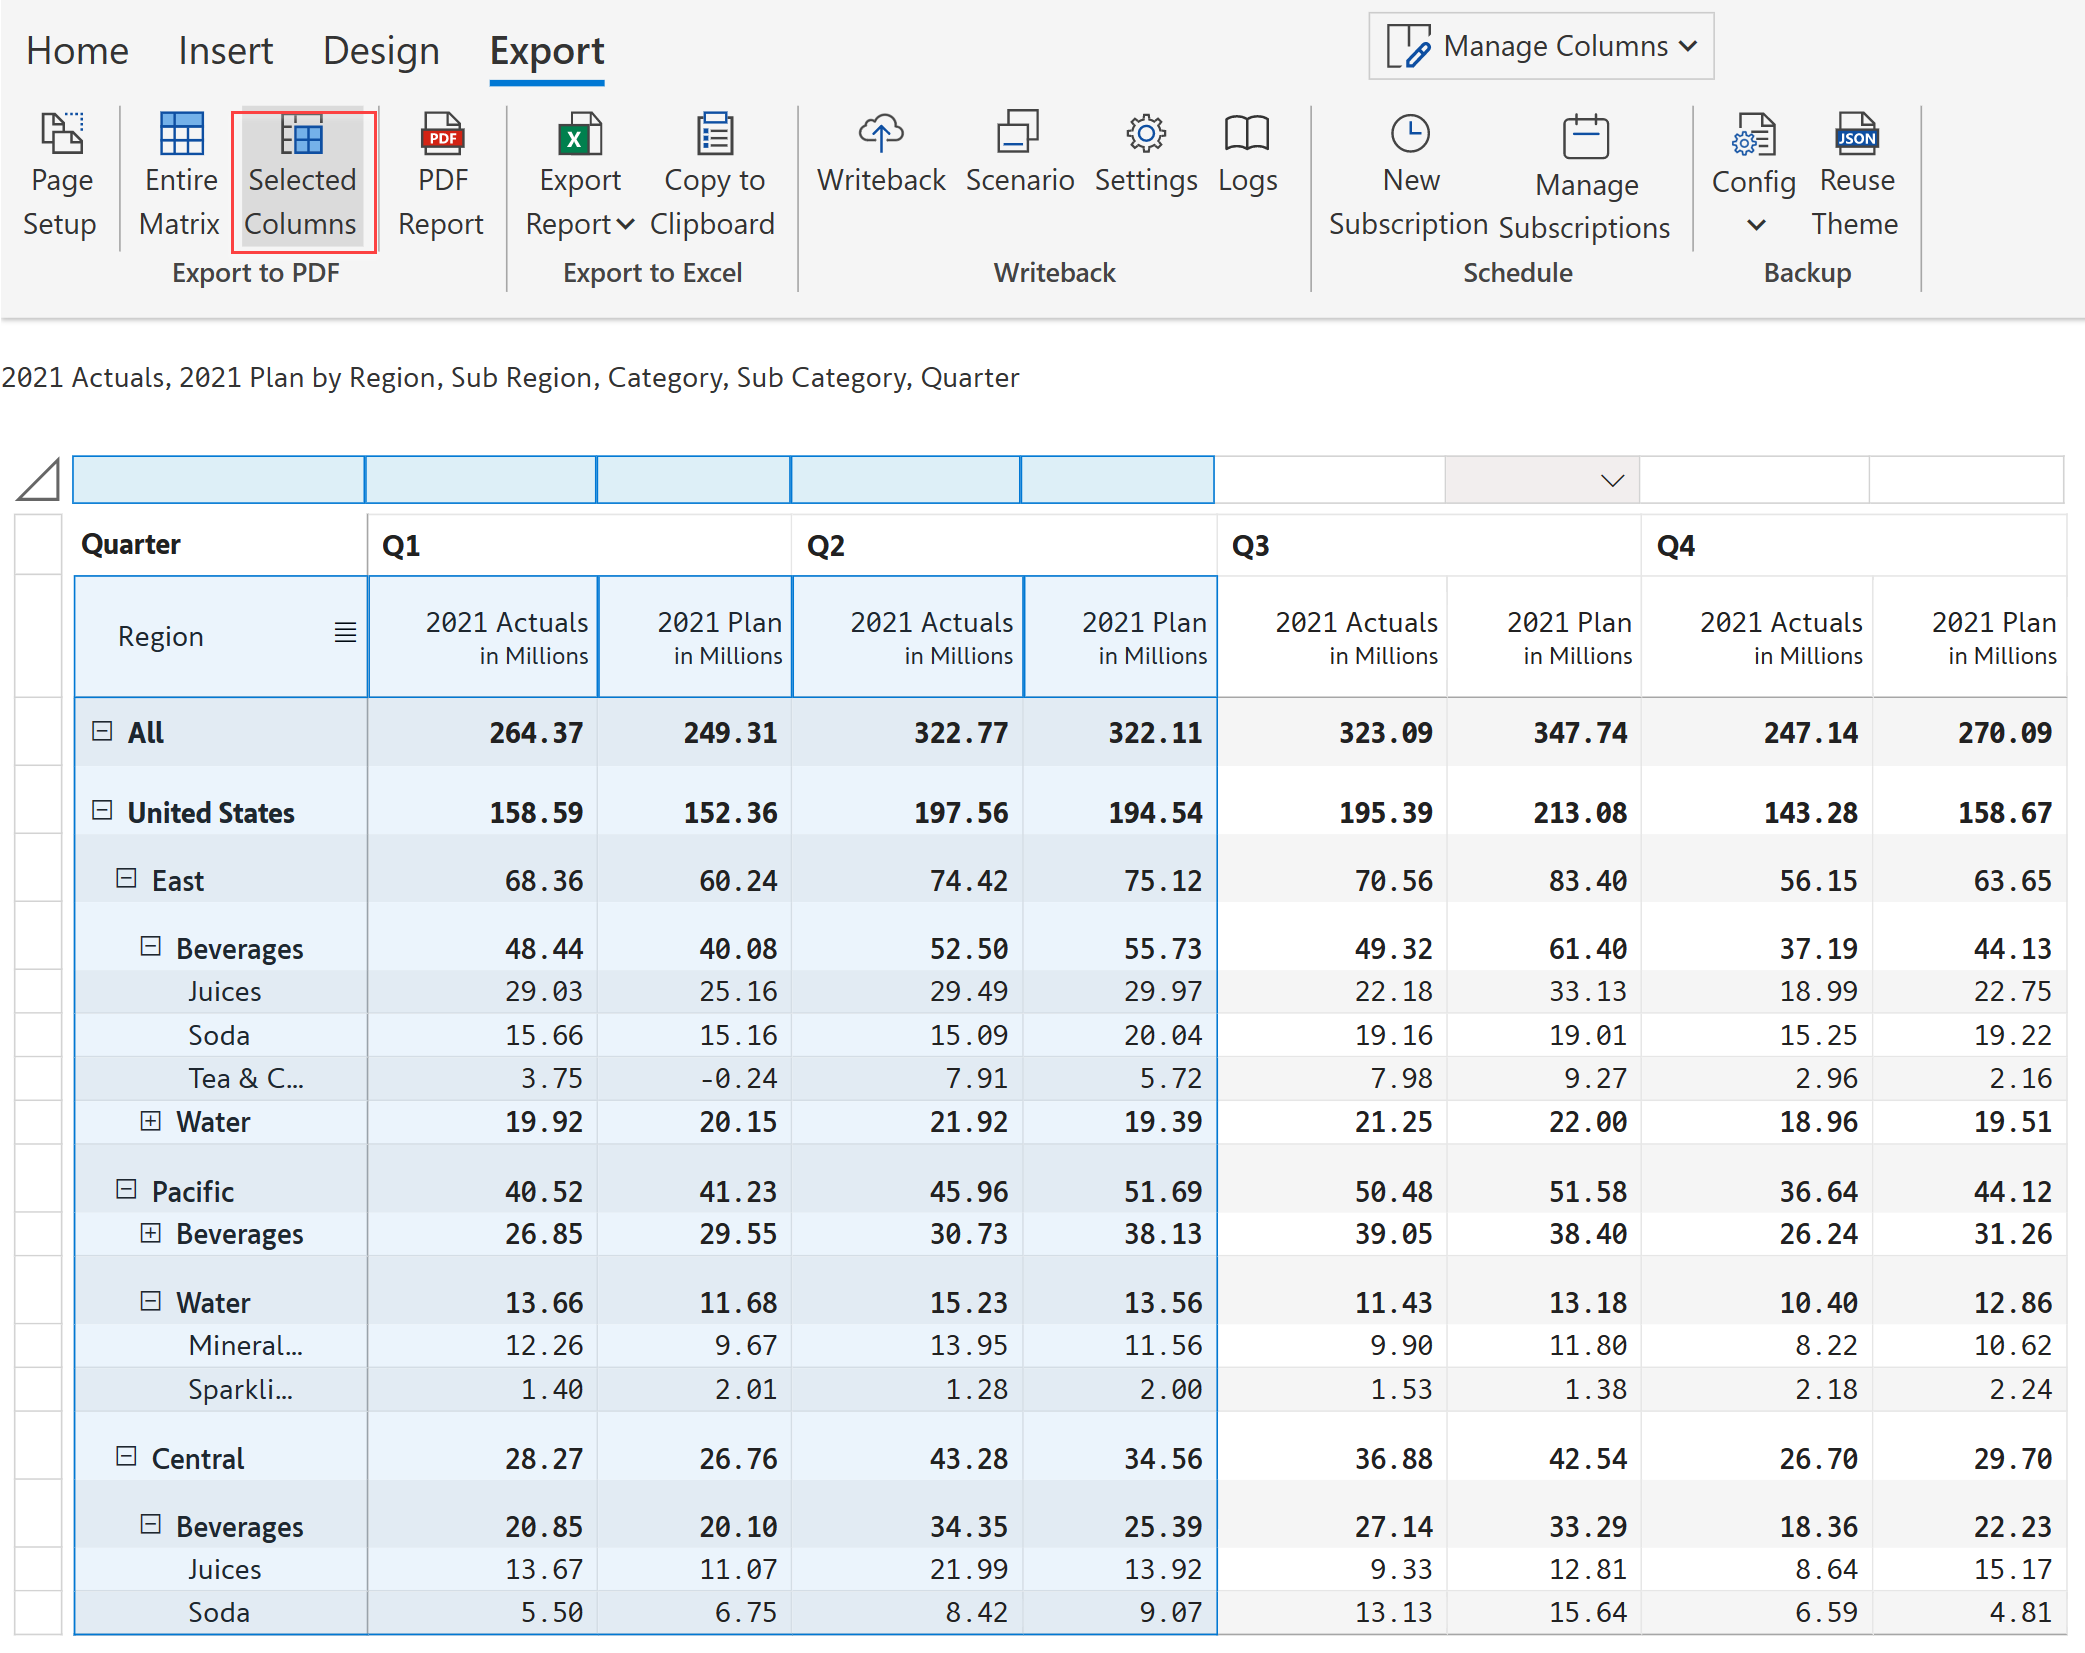 Home Insert Design Export Manage Columns
Page Setup
Entire Matrix
Selected Columns
PDF Report
PDF
Export Report
X
Copy to Clipboard
Writeback
Scenario
Settings
Logs
New Subscription
Manage Subscriptions
Config
JSON
Reuse Theme
Export to PDF Export to Excel Writeback Schedule Backup
2021 Actuals, 2021 Plan by Region, Sub Region, Category, Sub Category, Quarter
Quarter Q1 Q2 Q3 Q4
Region 2021 Actuals in Millions 2021 Plan in Millions 2021 Actuals in Millions 2021 Plan in Millions 2021 Actuals in Millions 2021 Plan in Millions 2021 Actuals in Millions 2021 Plan in Millions
All 264.37 249.31 322.77 322.11 323.09 347.74 247.14 270.09
United States 158.59 152.36 197.56 194.54 195.39 213.08 143.28 158.67
East 68.36 60.24 74.42 75.12 70.56 83.40 56.15 63.65
Beverages 48.44 40.08 52.50 55.73 49.32 61.40 37.19 44.13
Juices 29.03 25.16 29.49 29.97 22.18 33.13 18.99 22.75
Soda 15.66 15.16 15.09 20.04 19.16 19.01 15.25 19.22
Tea & C... 3.75 -0.24 7.91 5.72 7.98 9.27 2.96 2.16
Water 19.92 20.15 21.92 19.39 21.25 22.00 18.96 19.51
Pacific 40.52 41.23 45.96 51.69 50.48 51.58 36.64 44.12
Beverages 26.85 29.55 30.73 38.13 39.05 38.40 26.24 31.26
Water 13.66 11.68 15.23 13.56 11.43 13.18 10.40 12.86
Mineral... 12.26 9.67 13.95 11.56 9.90 11.80 8.22 10.62
Sparkli... 1.40 2.01 1.28 2.00 1.53 1.38 2.18 2.24
Central 28.27 26.76 43.28 34.56 36.88 42.54 26.70 29.70
Beverages 20.85 20.10 34.35 25.39 27.14 33.29 18.36 22.23
Juices 13.67 11.07 21.99 13.92 9.33 12.81 8.64 15.17
Soda 5.50 6.75 8.42 9.07 13.13 15.64 6.59 4.81